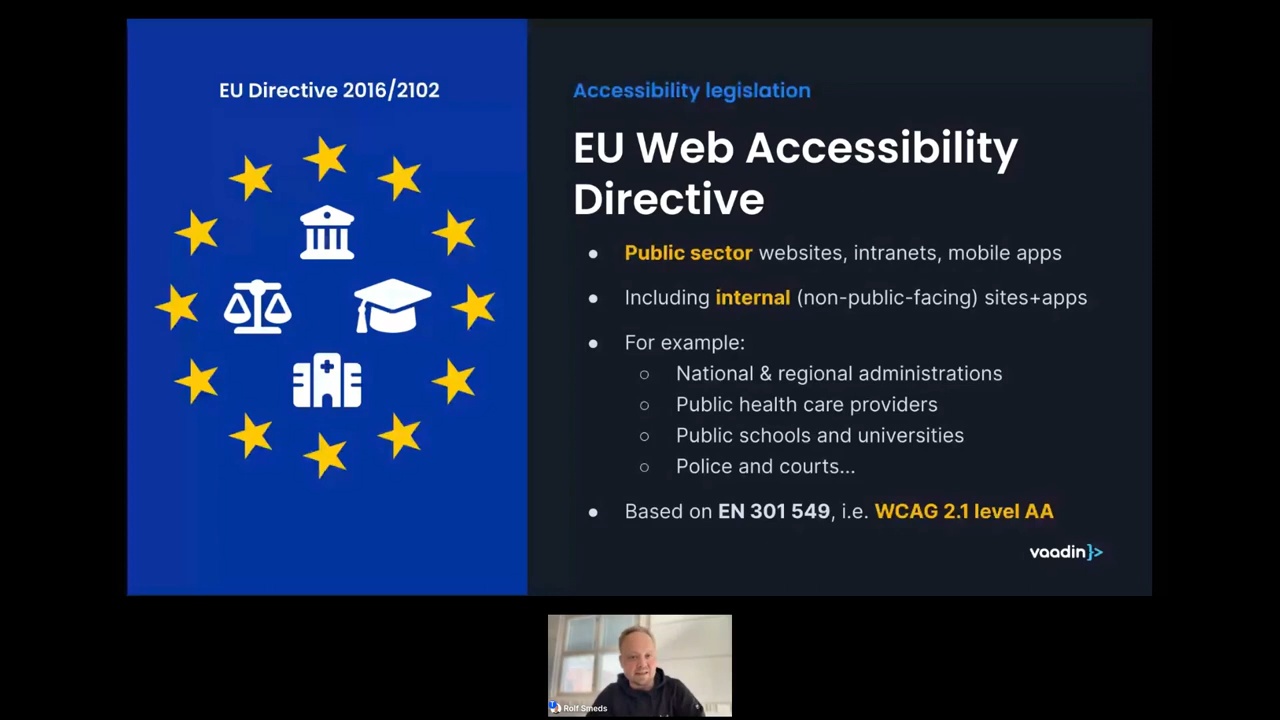 EU Directive 2016/2102
Accessibility legislation
EU Web Accessibility
Directive
● Public sector websites, intranets, mobile apps
● Including internal (non-public-facing) sites+apps
● For example:
○ National & regional administrations
○ Public health care providers
○ Public schools and universities
○ Police and courts...
● Based on EN 301 549, i.e. WCAG 2.1 level AA
vaadin}>
Rolf Smeds